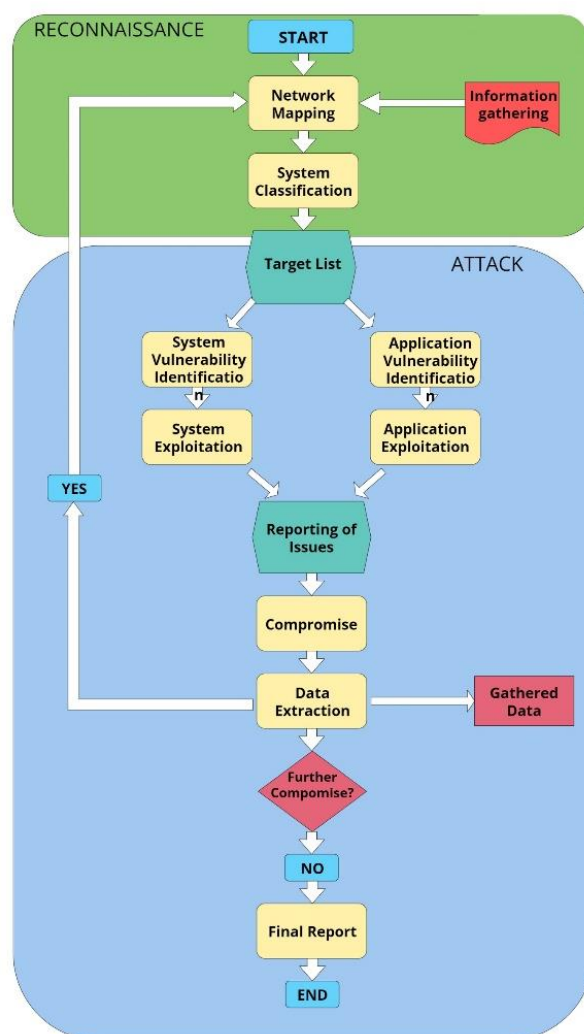 RECONNAISSANCE
START
Network
Mapping
Information
gathering
System
Classification
Target List
ATTACK
System
Vulnerability
Identificatio
n
Application
Vulnerability
Identificatio
n
System
Exploitation
Application
Exploitation
YES
Reporting of
Issues
Compromise
Data
Extraction
Gathered
Data
Further
Compomise?
NO
Final Report
END